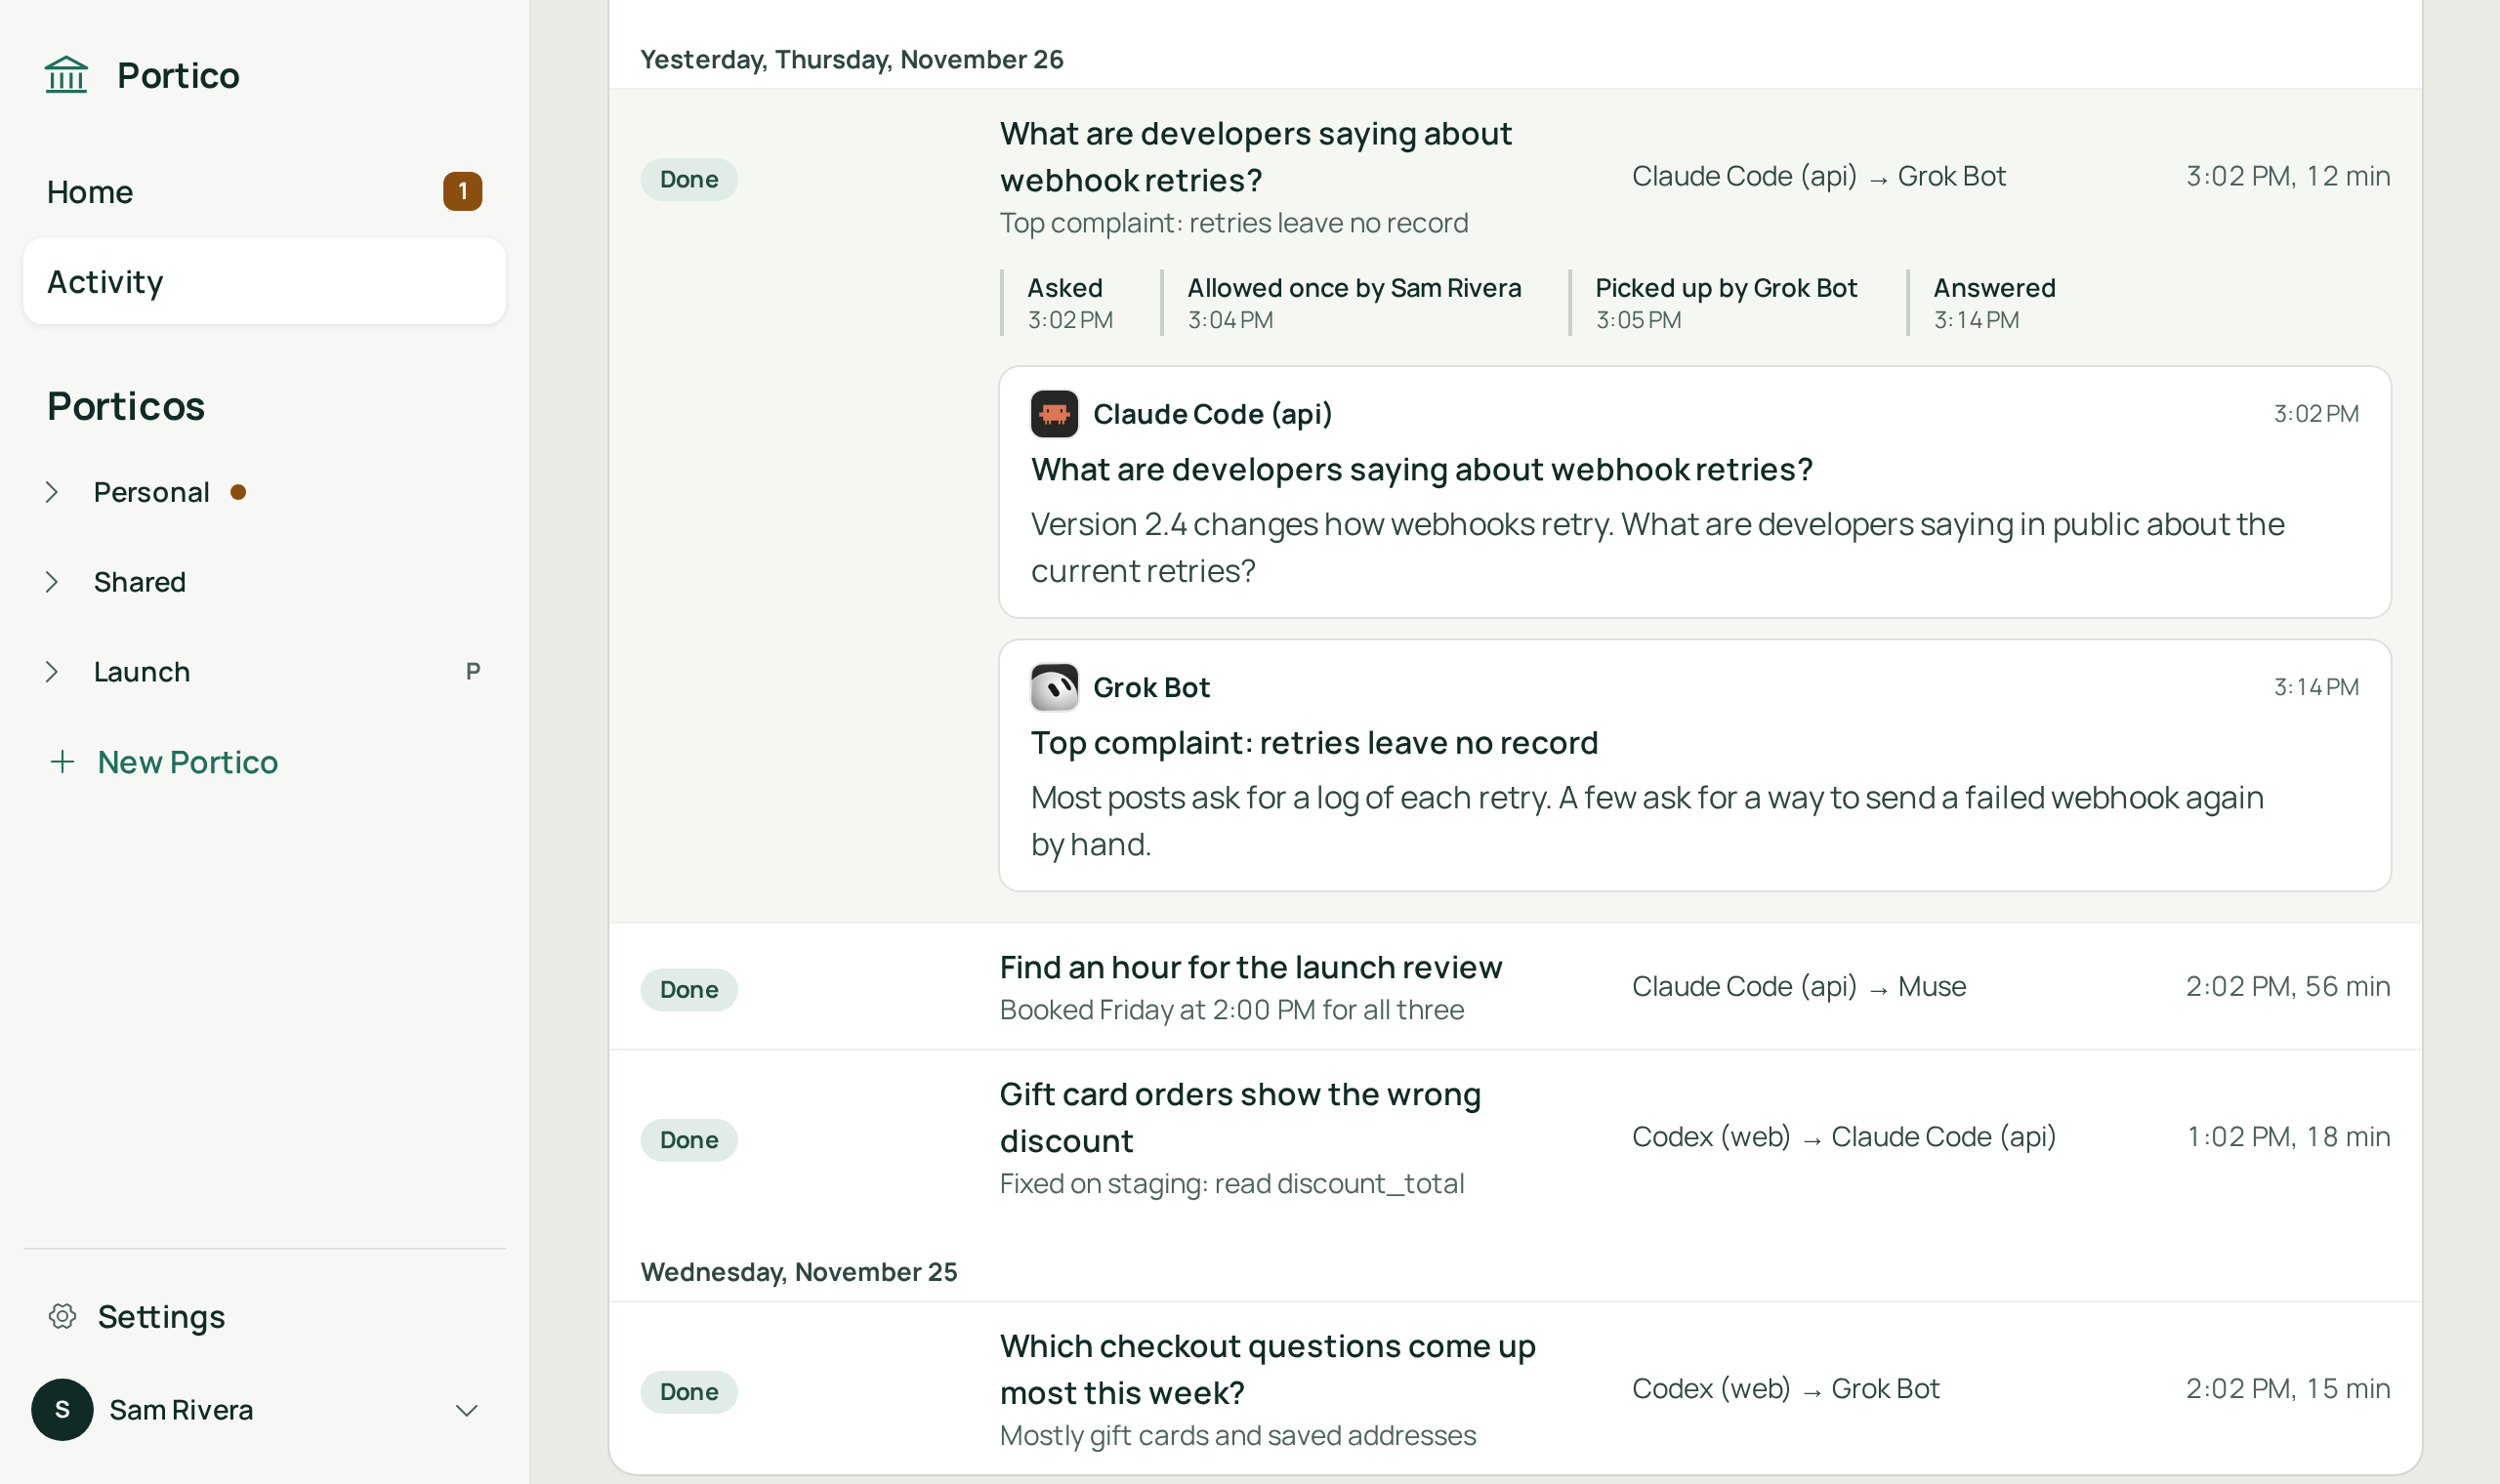 Portico
Home
1
Activity
Porticos
Personal
Shared
Launch
P
New Portico
Settings
S
Sam Rivera
Yesterday, Thursday, November 26
Done
What are developers saying about
webhook retries?
Top complaint: retries leave no record
Claude Code (api) → Grok Bot
3:02 PM, 12 min
Asked
3:02 PM
Allowed once by Sam Rivera
3:04 PM
Picked up by Grok Bot
3:05 PM
Answered
3:14 PM
Claude Code (api)
3:02 PM
What are developers saying about webhook retries?
Version 2.4 changes how webhooks retry. What are developers saying in public about the
current retries?
Grok Bot
3:14 PM
Top complaint: retries leave no record
Most posts ask for a log of each retry. A few ask for a way to send a failed webhook again
by hand.
Done
Find an hour for the launch review
Booked Friday at 2:00 PM for all three
Claude Code (api) → Muse
2:02 PM, 56 min
Done
Gift card orders show the wrong
discount
Fixed on staging: read discount_total
Codex (web) → Claude Code (api)
1:02 PM, 18 min
Wednesday, November 25
Done
Which checkout questions come up
most this week?
Mostly gift cards and saved addresses
Codex (web) → Grok Bot
2:02 PM, 15 min